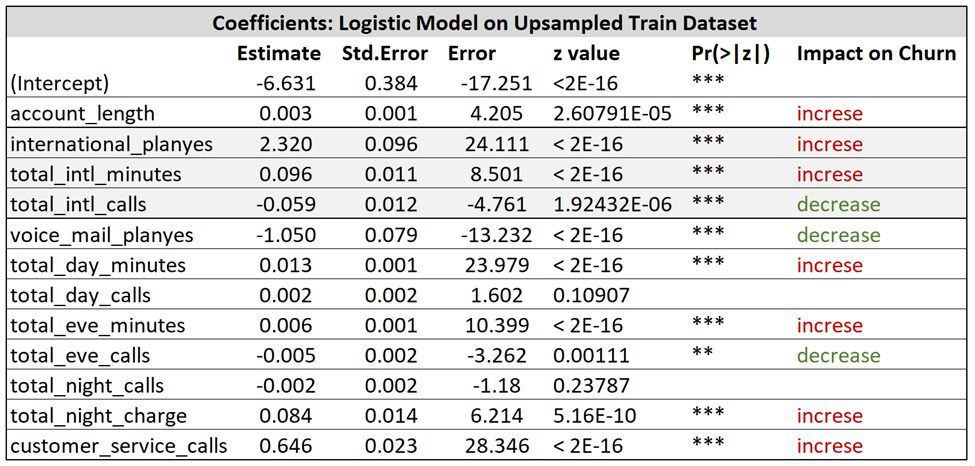 Coefficients: Logistic Model on Upsampled Train Dataset
Estimate Std.Error Error z value Pr(>|z|) Impact on Churn
(Intercept) -6.631 0.384 -17.251 <2E-16 ***
account_length 0.003 0.001 4.205 2.60791E-05 *** increse
international_planyes 2.320 0.096 24.111 < 2E-16 *** increse
total_intl_minutes 0.096 0.011 8.501 < 2E-16 *** increse
total_intl_calls -0.059 0.012 -4.761 1.92432E-06 *** decrease
voice_mail_planyes -1.050 0.079 -13.232 < 2E-16 *** decrease
total_day_minutes 0.013 0.001 23.979 < 2E-16 *** increse
total_day_calls 0.002 0.002 1.602 0.10907
total_eve_minutes 0.006 0.001 10.399 < 2E-16 *** increse
total_eve_calls -0.005 0.002 -3.262 0.00111 ** decrease
total_night_calls -0.002 0.002 -1.18 0.23787
total_night_charge 0.084 0.014 6.214 5.16E-10 *** increse
customer_service_calls 0.646 0.023 28.346 < 2E-16 *** increse